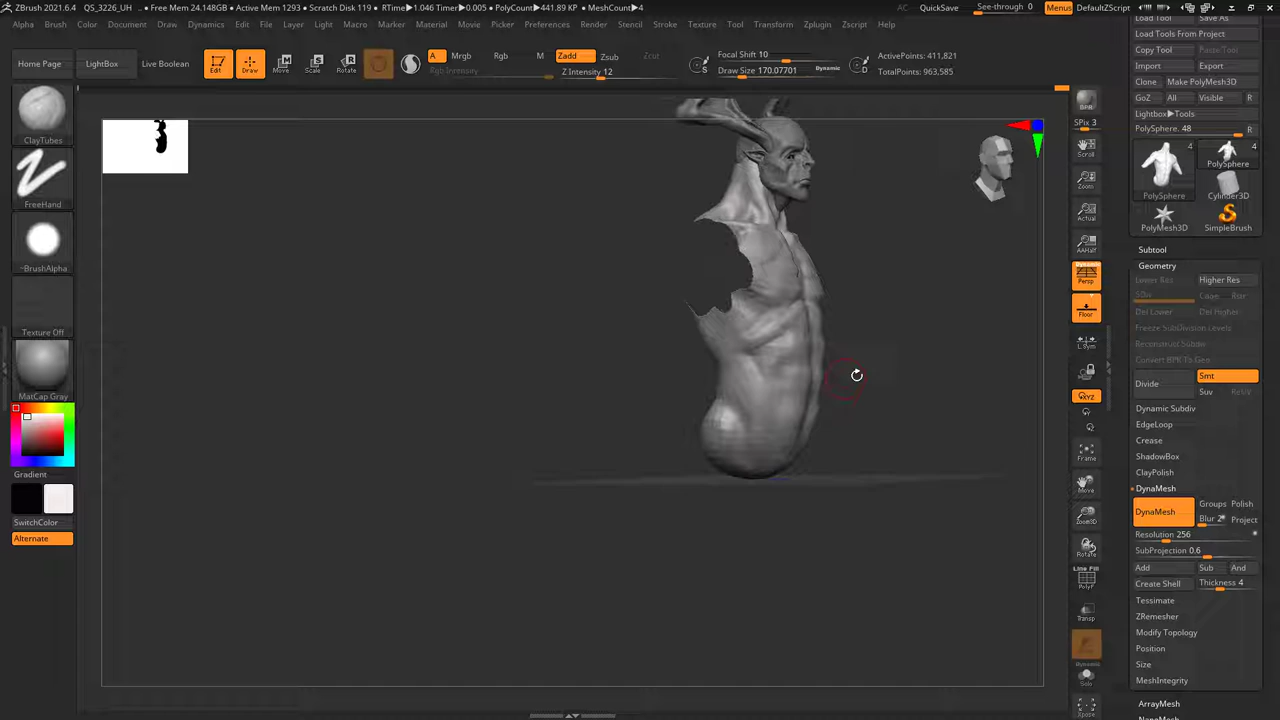 ZBrush 2021.6.4 QS_3226_UH .. ● Free Mem 24.148GB ● Active Mem 1293 ● Scratch Disk 119 ● RTime▶1.046 Timer▶0.005 ● PolyCount▶441.89 KP ● MeshCount▶4 AC QuickSave See-through 0 Menus DefaultZScript
Alpha Brush Color Document Draw Dynamics Edit File Layer Light Macro Marker Material Movie Picker Preferences Render Stencil Stroke Texture Tool Transform Zplugin Zscript Help
Load Tool Save As
Load Tools From Project
Copy Tool Paste Tool
Import Export
Clone Make PolyMesh3D
GoZ All Visible R
Lightbox▶Tools
PolySphere. 48 R
Home Page LightBox Live Boolean
Edit Draw Move Scale Rotate
A Mrgb Rgb M Zadd Zsub Zcut
Rgb Intensity Z Intensity 12
Focal Shift 10
Draw Size 170.07701 Dynamic
S D
ActivePoints: 411,821
TotalPoints: 963,585
ClayTubes
FreeHand
~BrushAlpha
Texture Off
MatCap Gray
Gradient
SwitchColor
Alternate
BPR
SPix 3
Scroll
Zoom
Actual
AAHalf
Dynamic
Persp
Floor
L.Sym
XYZ
Frame
Move
Zoom3D
Rotate
Line Fill
PolyF
Transp
Dynamic
Solo
Xpose
4 4
PolySphere PolySphere
Cylinder3D
PolyMesh3D SimpleBrush
Subtool
Geometry
Lower Res Higher Res
SDiv Cage Rstr
Del Lower Del Higher
Freeze SubDivision Levels
Reconstruct Subdiv
Convert BPR To Geo
Divide Smt
Suv ReUV
Dynamic Subdiv
EdgeLoop
Crease
ShadowBox
ClayPolish
DynaMesh
DynaMesh Groups Polish
Blur 2 Project
Resolution 256
SubProjection 0.6
Add Sub And
Create Shell Thickness 4
Tessimate
ZRemesher
Modify Topology
Position
Size
MeshIntegrity
ArrayMesh
NanoMesh